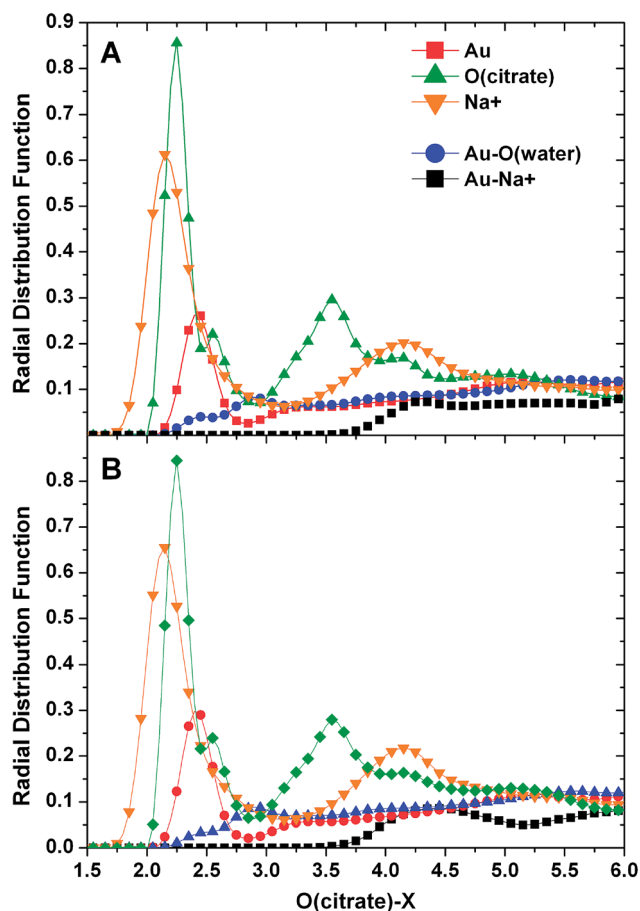 A
Au
O(citrate)
Na+
Au-O(water)
Au-Na+
Radial Distribution Function
0.9
0.8
0.7
0.6
0.5
0.4
0.3
0.2
0.1
B
Radial Distribution Function
0.8
0.7
0.6
0.5
0.4
0.3
0.2
0.1
0.0
1.5 2.0 2.5 3.0 3.5 4.0 4.5 5.0 5.5 6.0
O(citrate)-X